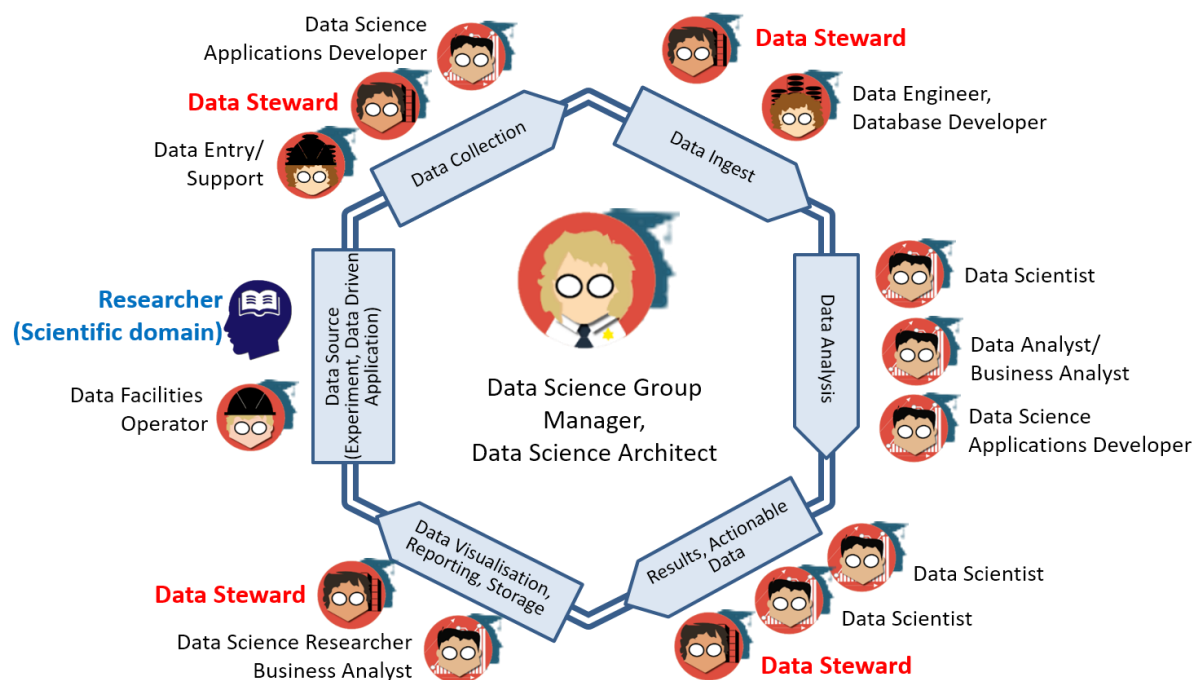 Data Science
Applications Developer
Data Steward
Data Entry/
Support
Data Collection
Data Steward
Data Engineer,
Database Developer
Data Ingest
Researcher
(Scientific domain)
Data Facilities
Operator
Data Source
(Experiment, Data Driven
Application)
Data Science Group
Manager,
Data Science Architect
Data Analysis
Data Scientist
Data Analyst/
Business Analyst
Data Science
Applications Developer
Data Visualisation,
Reporting, Storage
Results, Actionable
Data
Data Steward
Data Science Researcher
Business Analyst
Data Scientist
Data Scientist
Data Steward